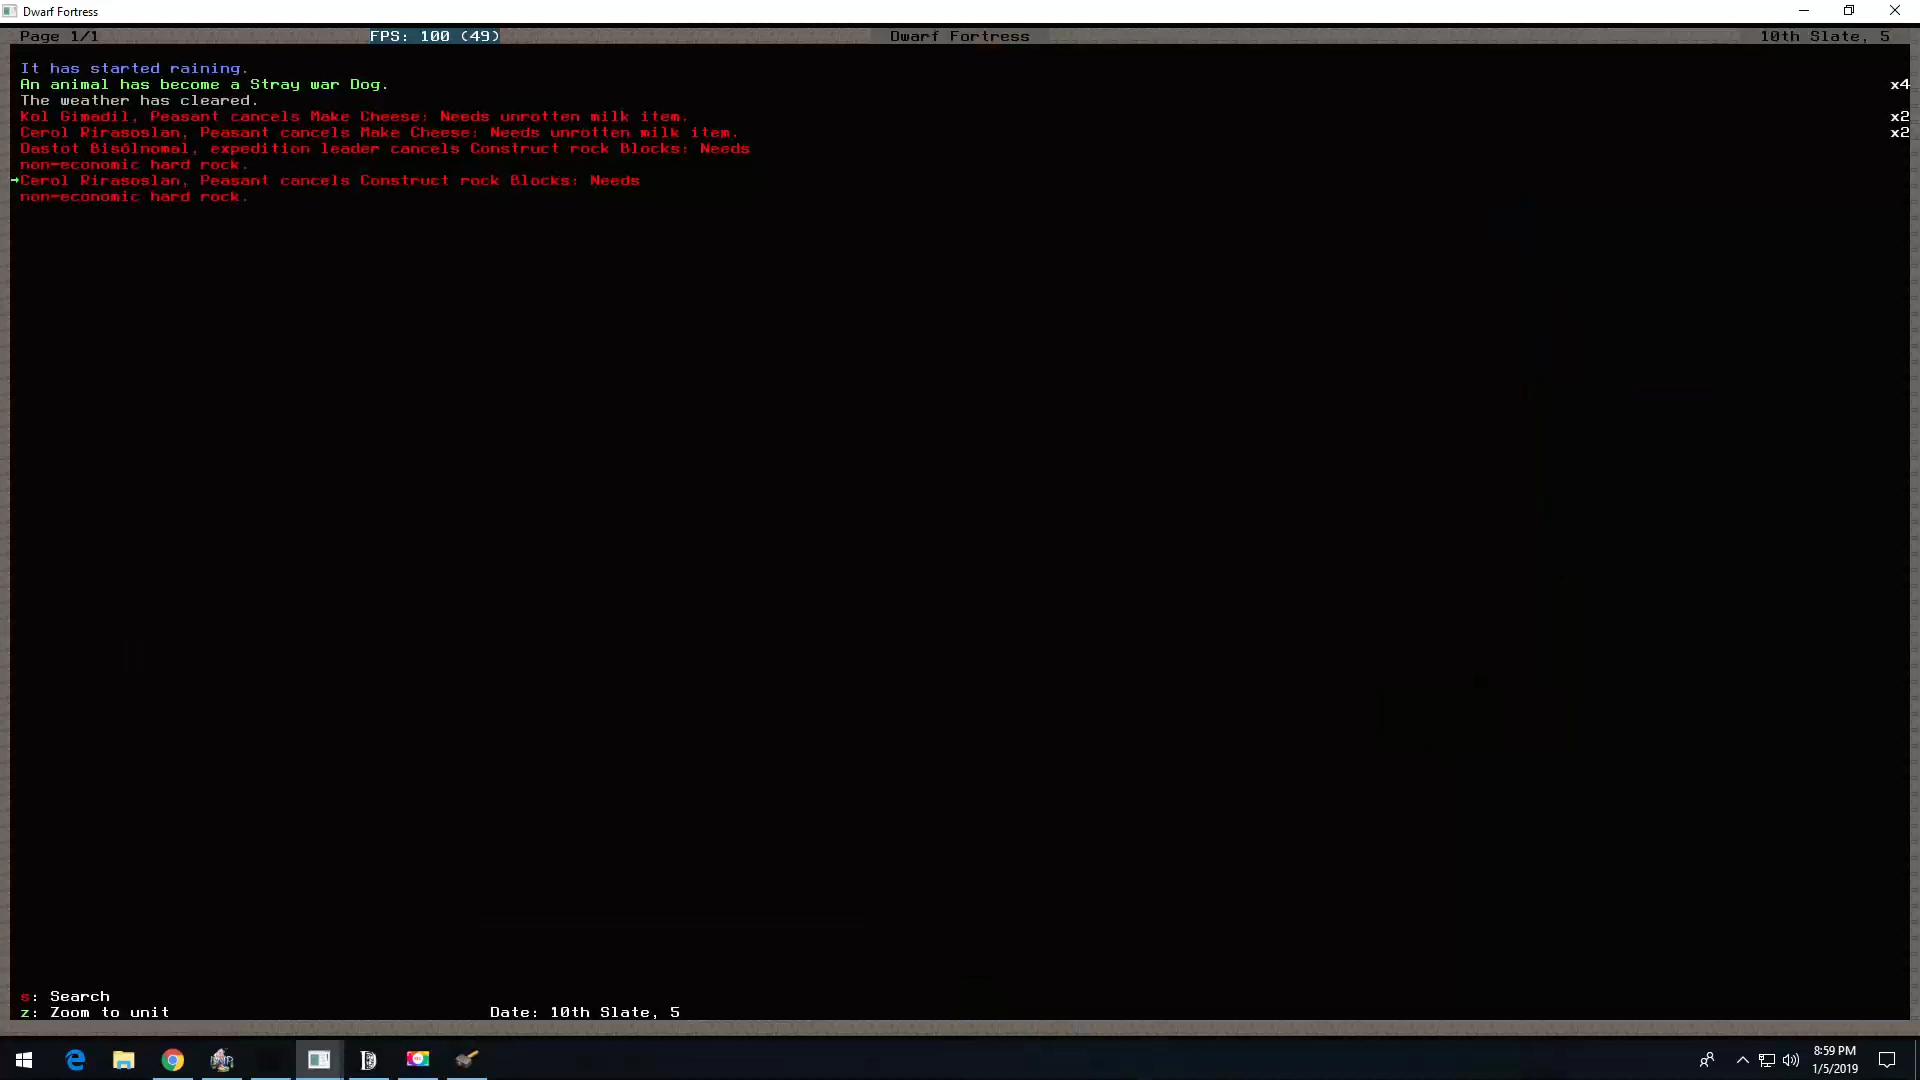 Dwarf Fortress
Page 1/1 FPS: 100 (49) Dwarf Fortress 10th Slate, 5
It has started raining.
An animal has become a Stray war Dog. x4
The weather has cleared.
Kol Gimadil, Peasant cancels Make Cheese: Needs unrotten milk item. x2
Cerol Rirasoslan, Peasant cancels Make Cheese: Needs unrotten milk item. x2
Dastot Bisólnomal, expedition leader cancels Construct rock Blocks: Needs
non-economic hard rock.
Cerol Rirasoslan, Peasant cancels Construct rock Blocks: Needs
non-economic hard rock.
s: Search
z: Zoom to unit Date: 10th Slate, 5
8:59 PM
1/5/2019